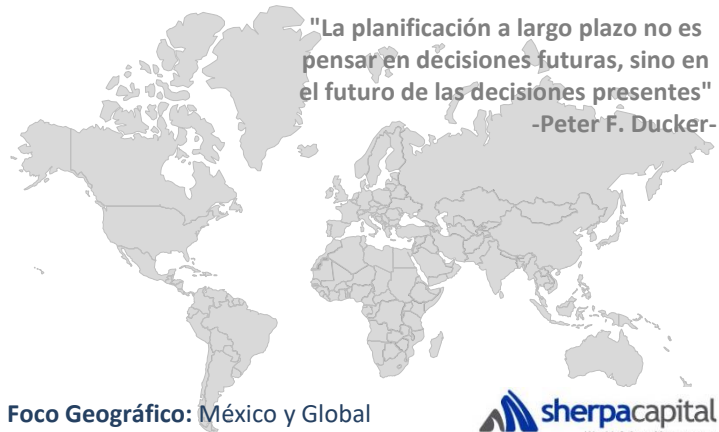 "La planificación a largo plazo no es
pensar en decisiones futuras, sino en
el futuro de las decisiones presentes"
-Peter F. Ducker-
Foco Geográfico: México y Global
sherpacapital